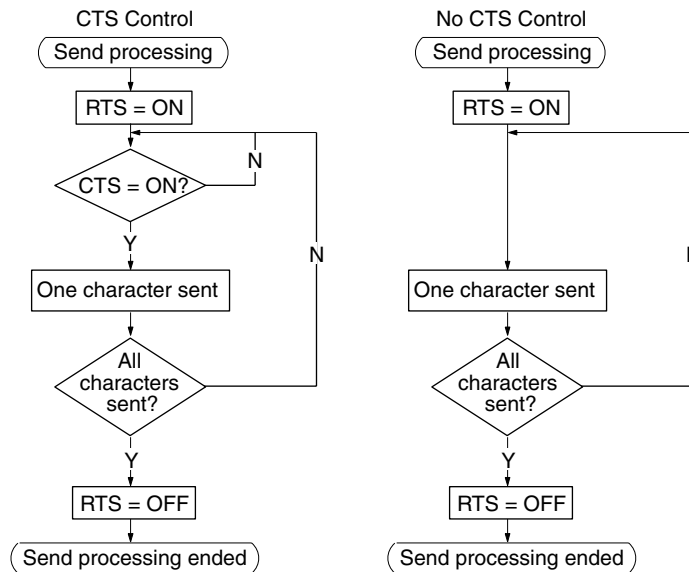 CTS Control
Send processing
RTS = ON
N
CTS = ON?
Y
N
One character sent
All
characters
sent?
Y
RTS = OFF
Send processing ended
No CTS Control
Send processing
RTS = ON
One character sent
All
characters
sent?
Y
RTS = OFF
Send processing ended